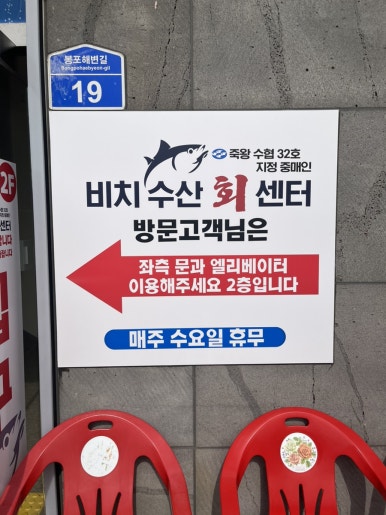 봉포해변길
Bongpohaebyeon-gil
19
죽왕 수협 32호
지정 중매인
비치 수산 회 센터
방문고객님은
좌측 문과 엘리베이터
이용해주세요 2층입니다
매주 수요일 휴무
2F